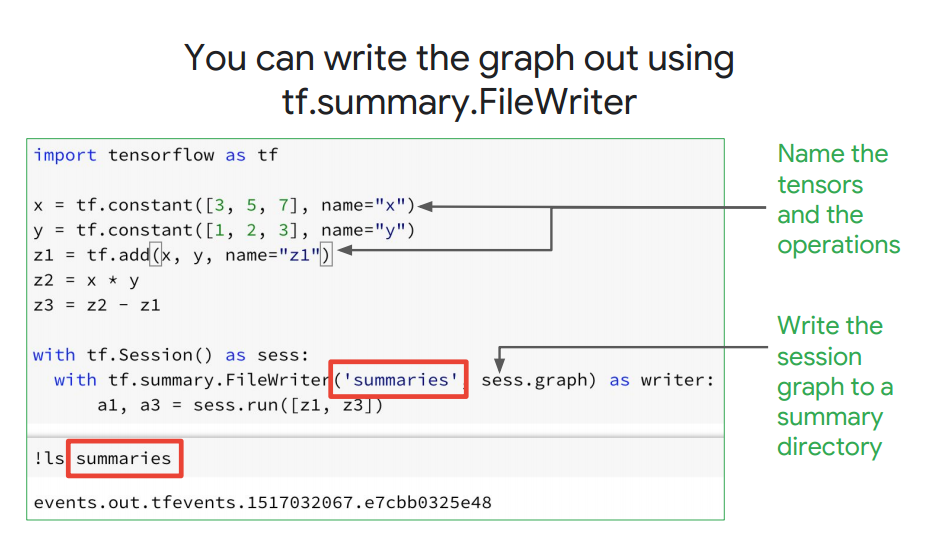 You can write the graph out using
tf.summary.FileWriter
import tensorflow as tf
x = tf.constant([3, 5, 7], name="x")
y = tf.constant([1, 2, 3], name="y")
z1 = tf.add(x, y, name="z1")
z2 = x * y
z3 = z2 - z1
with tf.Session() as sess:
with tf.summary.FileWriter('summaries', sess.graph) as writer:
a1, a3 = sess.run([z1, z3])
!ls summaries
events.out.tfevents.1517032067.e7cbb0325e48
Name the
tensors
and the
operations
Write the
session
graph to a
summary
directory